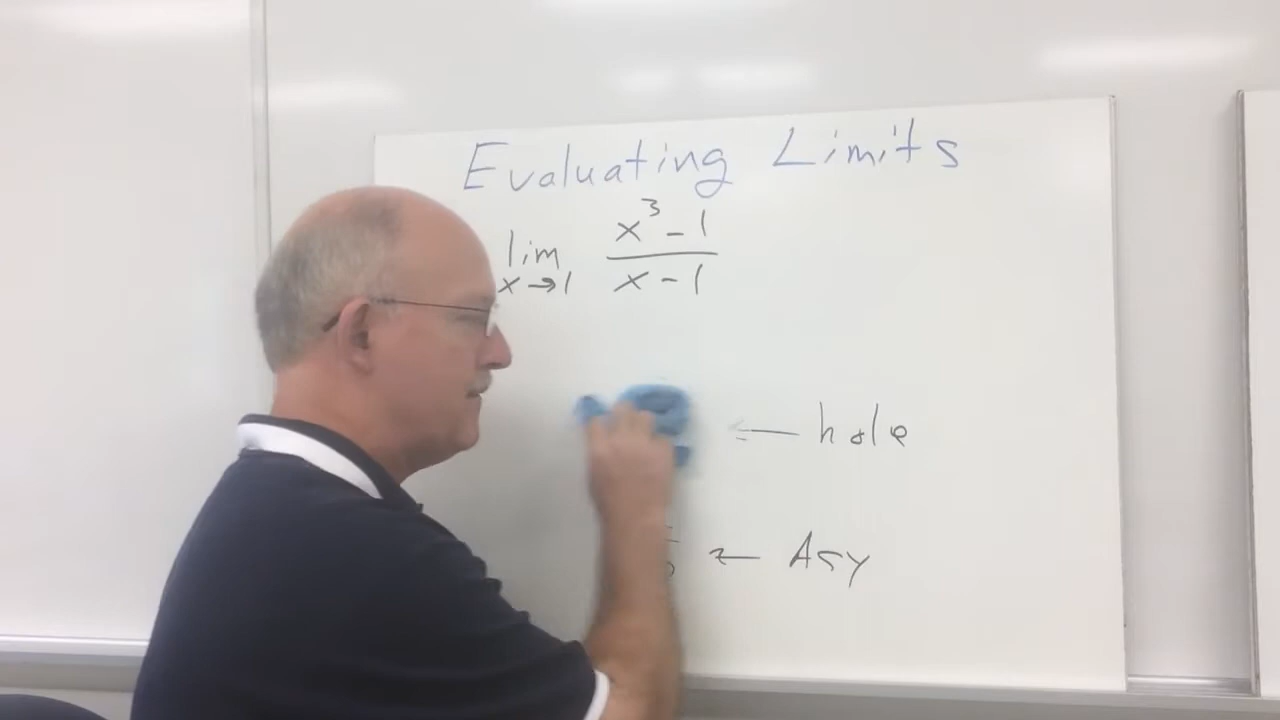 Evaluating Limits
lim x→1 x³-1 / x-1
← hole
← Asy